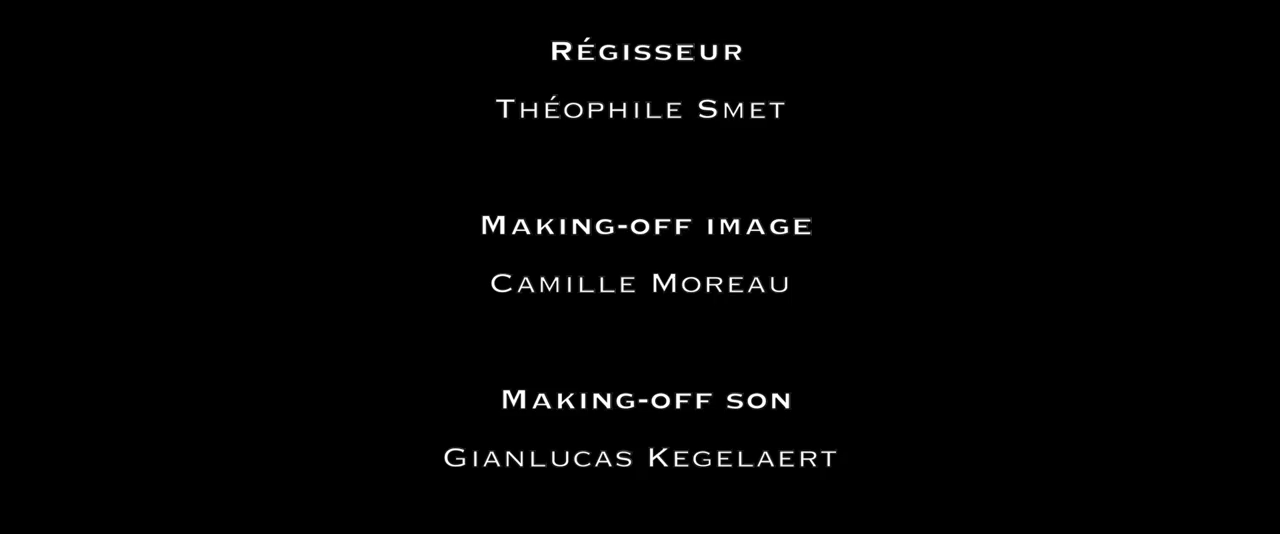 Régisseur
Théophile Smet
Making-off image
Camille Moreau
Making-off son
Gianlucas Kegelaert